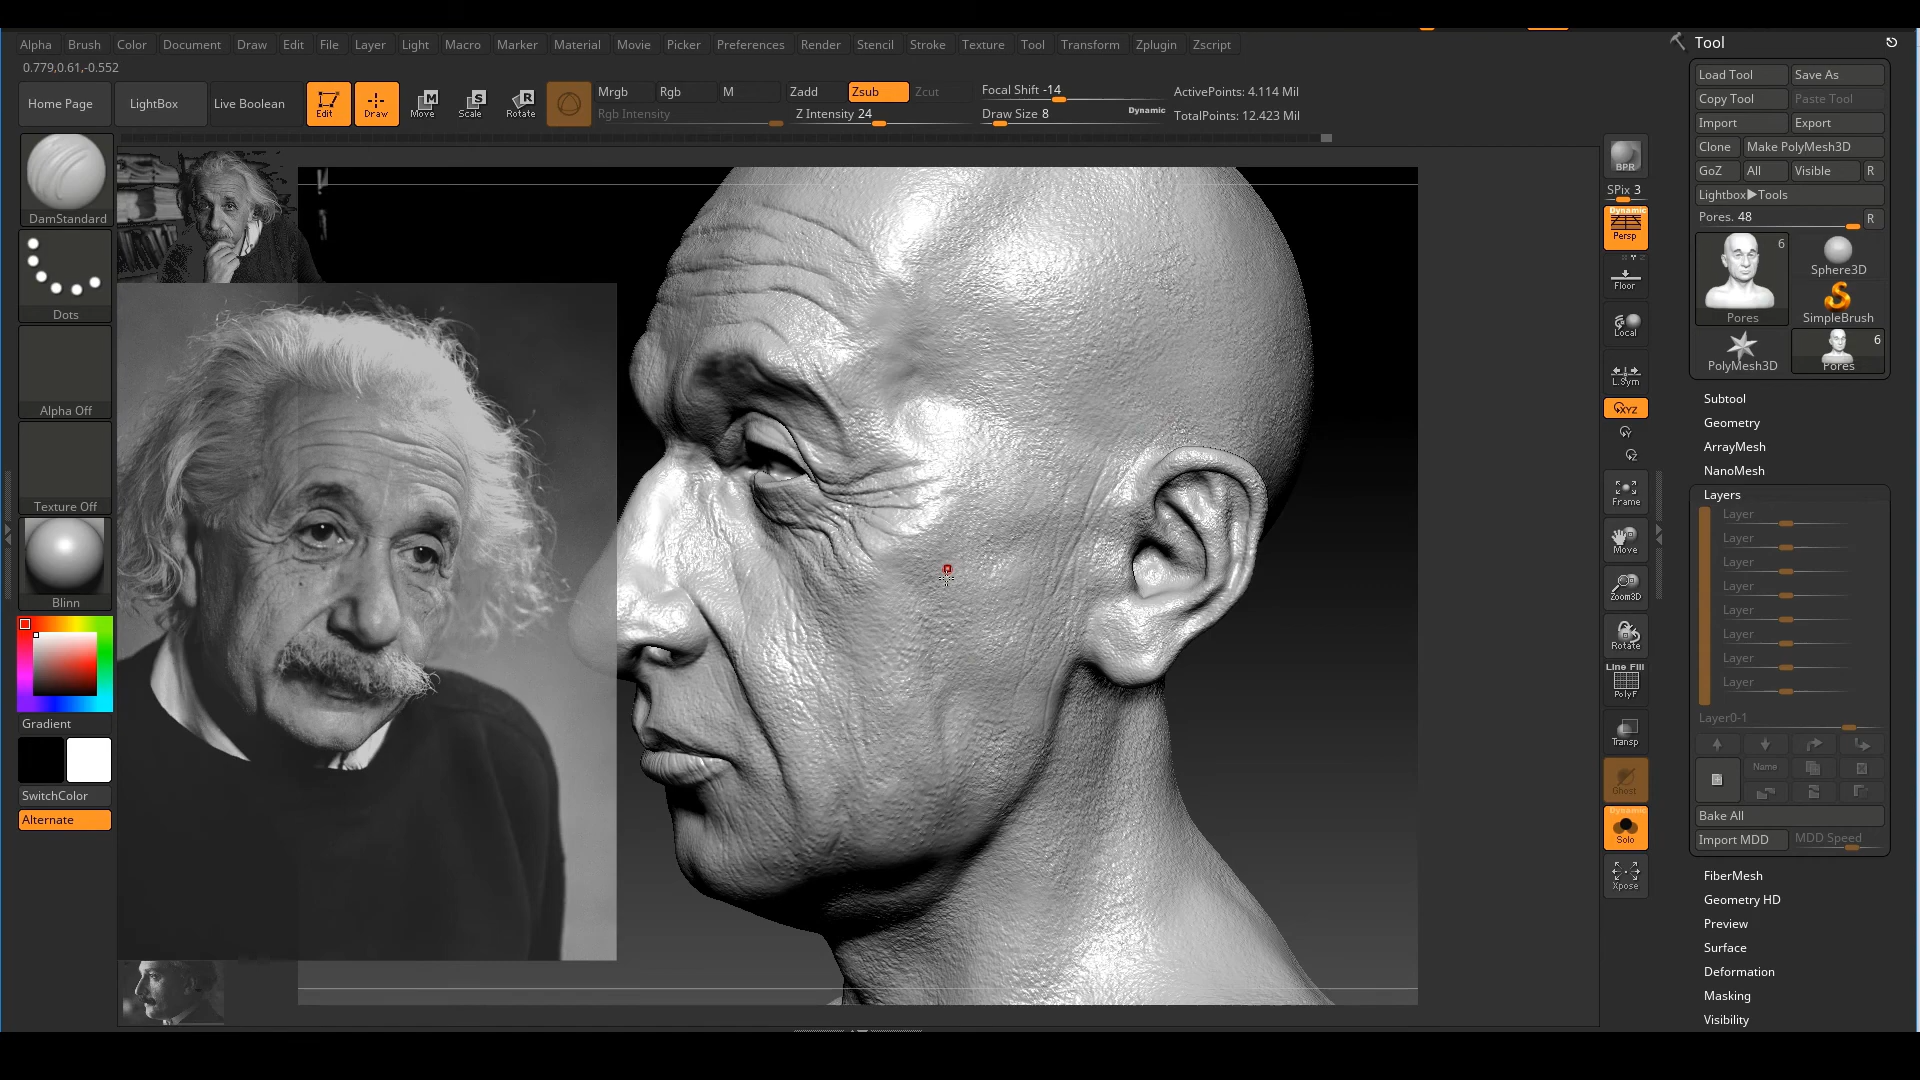 Alpha Brush Color Document Draw Edit File Layer Light Macro Marker Material Movie Picker Preferences Render Stencil Stroke Texture Tool Transform Zplugin Zscript
Tool
0.779,0.61,-0.552
Home Page
LightBox
Live Boolean
Edit
Draw
Move
Scale
Rotate
Mrgb
Rgb
M
Rgb Intensity
Zadd
Zsub
Zcut
Z Intensity 24
Focal Shift -14
Draw Size 8
Dynamic
ActivePoints: 4.114 Mil
TotalPoints: 12.423 Mil
DamStandard
Dots
Alpha Off
Texture Off
Blinn
Gradient
SwitchColor
Alternate
BPR
SPix 3
Dynamic
Persp
Floor
Local
L.Sym
XYZ
Frame
Move
Zoom3D
Rotate
Line Fill
PolyF
Transp
Ghost
Dynamic
Solo
Xpose
Load Tool
Save As
Copy Tool
Paste Tool
Import
Export
Clone
Make PolyMesh3D
GoZ
All
Visible
R
Lightbox▶Tools
Pores. 48
R
6
Pores
Sphere3D
SimpleBrush
PolyMesh3D
6
Pores
Subtool
Geometry
ArrayMesh
NanoMesh
Layers
Layer
Layer
Layer
Layer
Layer
Layer
Layer
Layer
Layer0-1
Name
Bake All
Import MDD
MDD Speed
FiberMesh
Geometry HD
Preview
Surface
Deformation
Masking
Visibility